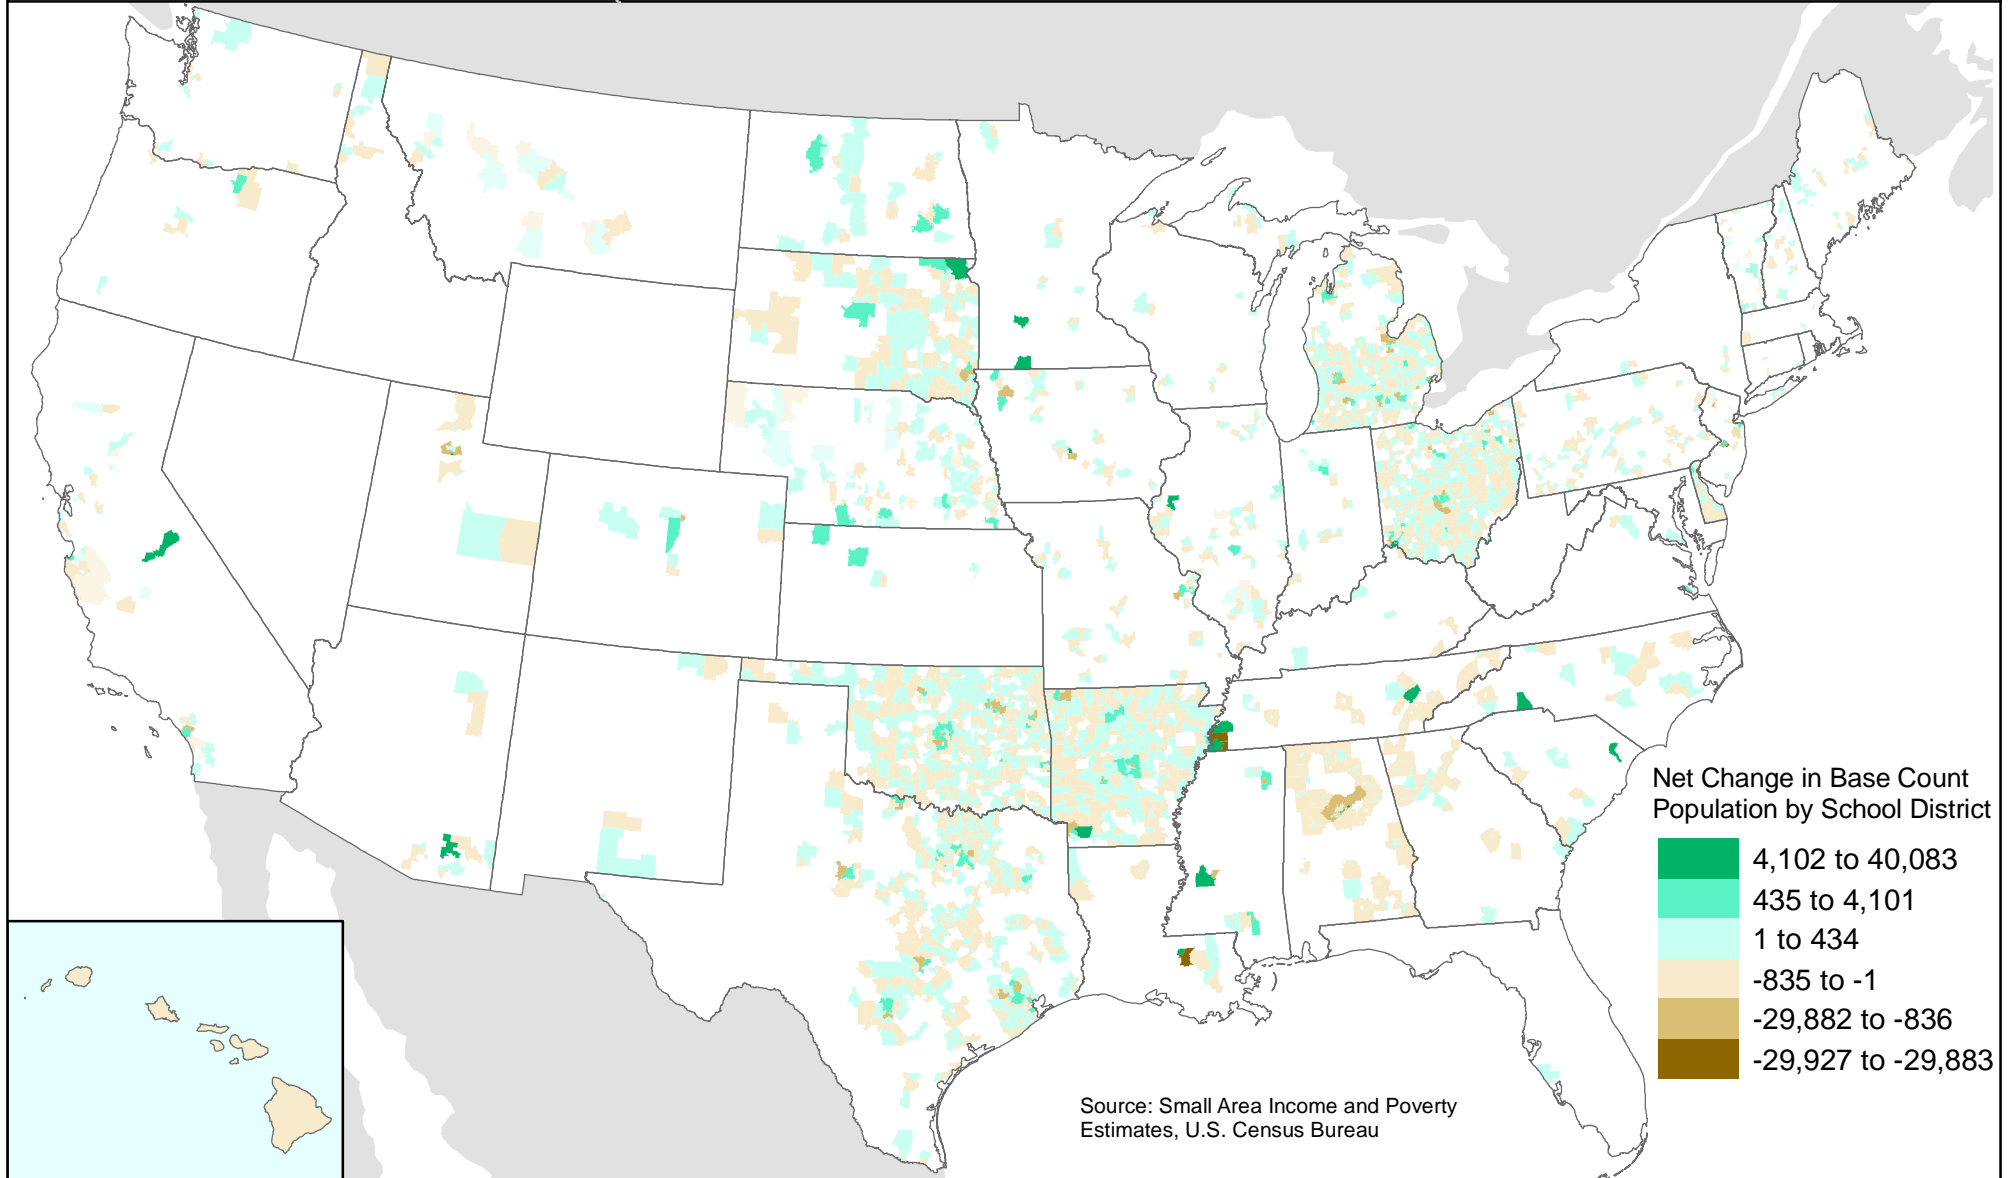 Net Change in Base Count
Population by School District
4,102 to 40,083
435 to 4,101
1 to 434
-835 to -1
-29,882 to -836
-29,927 to -29,883
Source: Small Area Income and Poverty
Estimates, U.S. Census Bureau